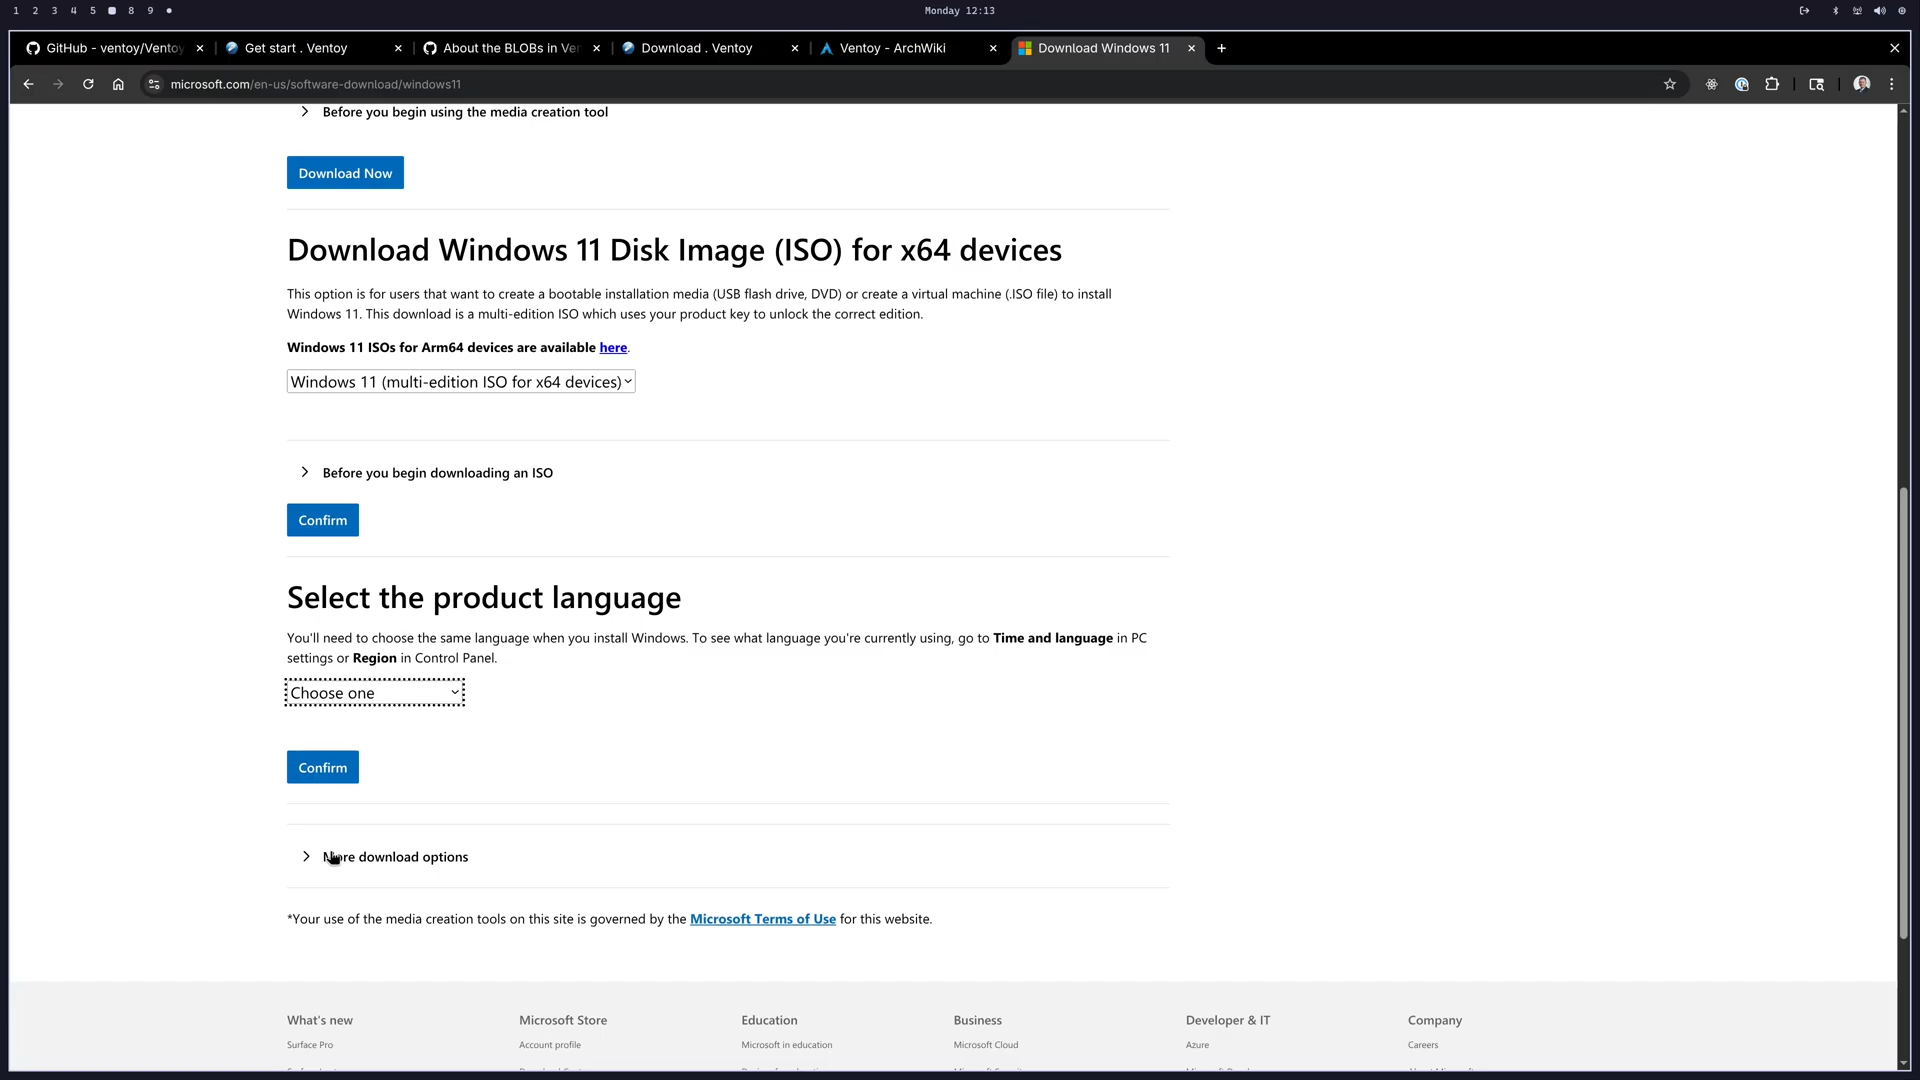 1 2 3 4 5 8 9
Monday 12:13
GitHub - ventoy/Ventoy
Get start . Ventoy
About the BLOBs in Ven
Download . Ventoy
Ventoy - ArchWiki
Download Windows 11
microsoft.com/en-us/software-download/windows11
Before you begin using the media creation tool
Download Now
Download Windows 11 Disk Image (ISO) for x64 devices
This option is for users that want to create a bootable installation media (USB flash drive, DVD) or create a virtual machine (.ISO file) to install
Windows 11. This download is a multi-edition ISO which uses your product key to unlock the correct edition.
Windows 11 ISOs for Arm64 devices are available here.
Windows 11 (multi-edition ISO for x64 devices)
Before you begin downloading an ISO
Confirm
Select the product language
You'll need to choose the same language when you install Windows. To see what language you're currently using, go to Time and language in PC
settings or Region in Control Panel.
Choose one
Confirm
More download options
*Your use of the media creation tools on this site is governed by the Microsoft Terms of Use for this website.
What's new
Microsoft Store
Education
Business
Developer & IT
Company
Surface Pro
Account profile
Microsoft in education
Microsoft Cloud
Azure
Careers